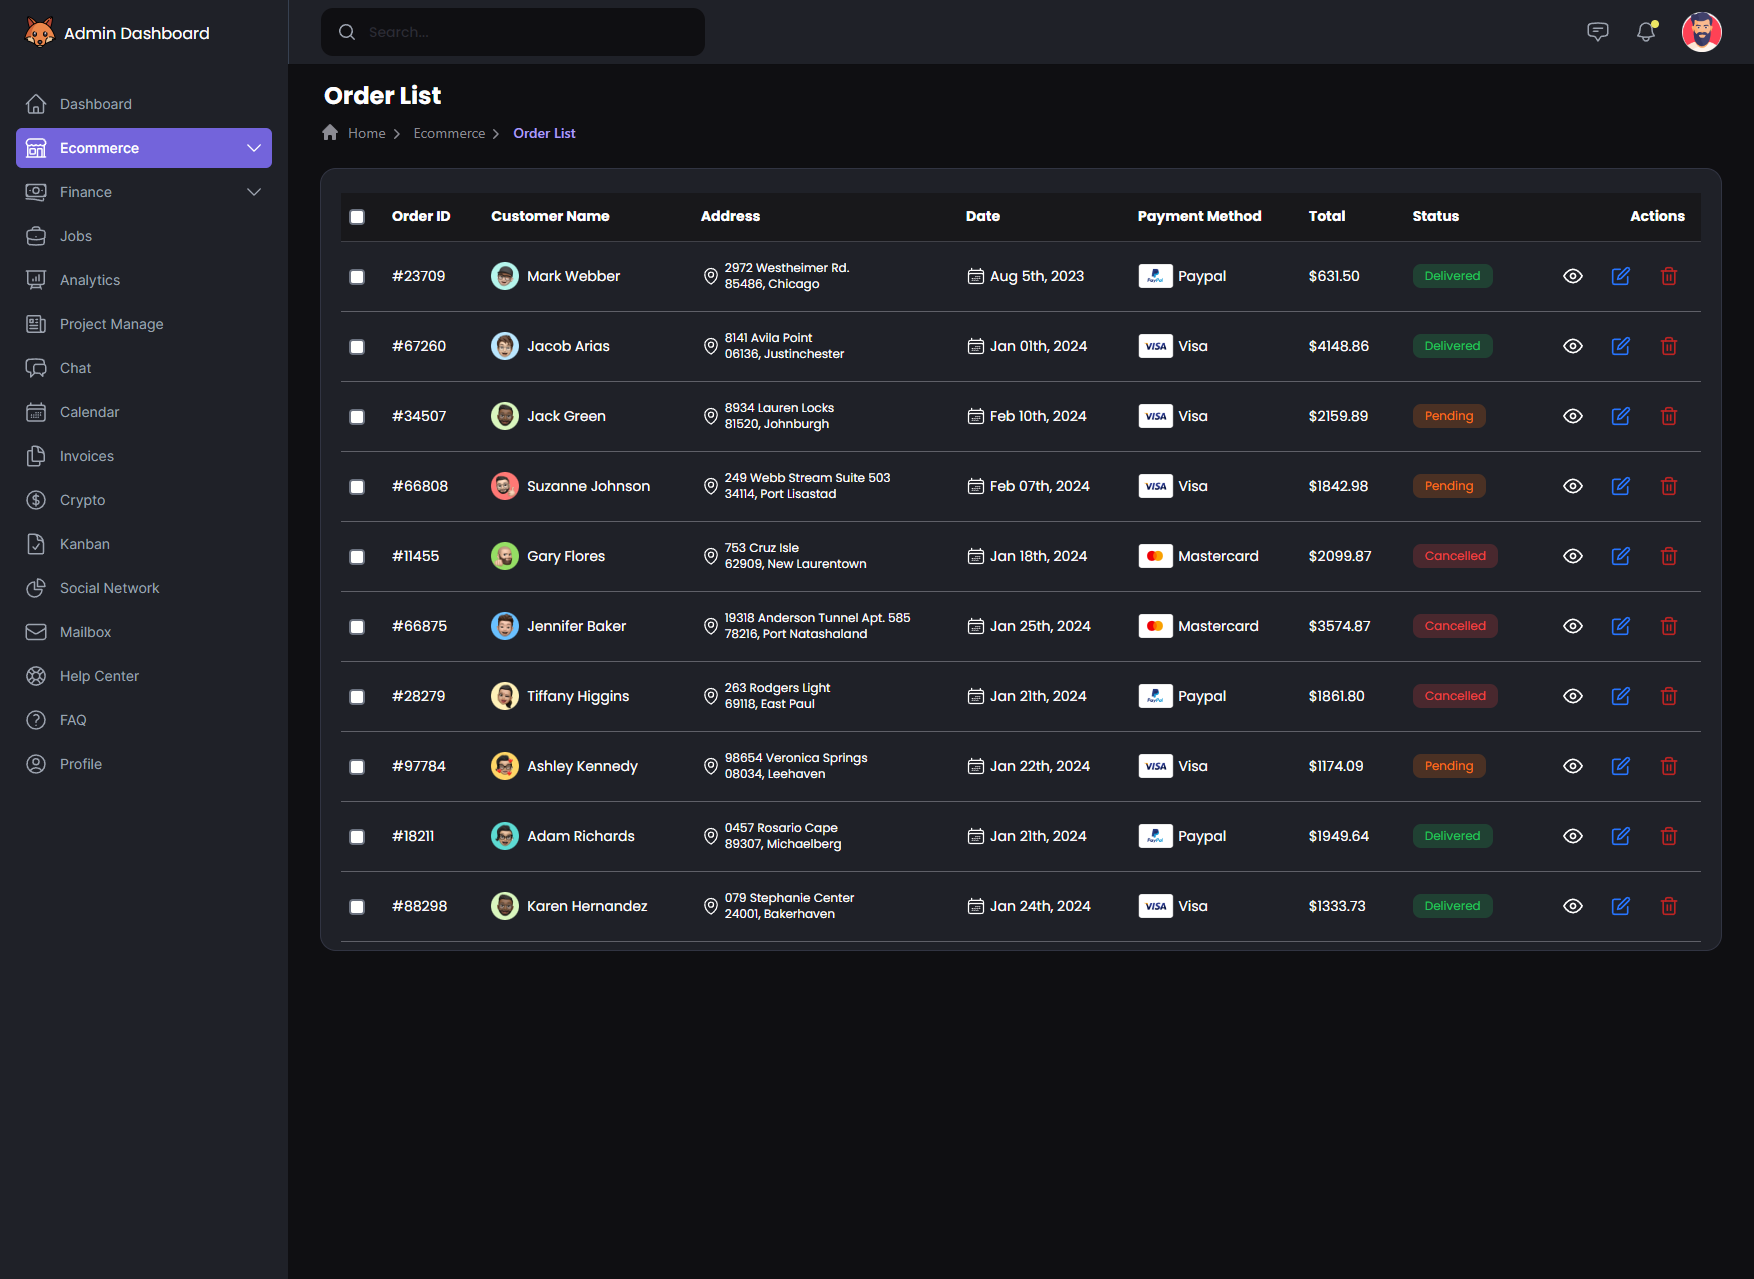 Admin Dashboard
Search...
Dashboard
Ecommerce
Finance
Jobs
Analytics
Project Manage
Chat
Calendar
Invoices
Crypto
Kanban
Social Network
Mailbox
Help Center
FAQ
Profile
Order List
Home Ecommerce Order List
Order ID Customer Name Address Date Payment Method Total Status Actions
#23709 Mark Webber 2972 Westheimer Rd. Aug 5th, 2023 PayPal Paypal $631.50 Delivered
85486, Chicago
#67260 Jacob Arias 8141 Avila Point Jan 01th, 2024 VISA Visa $4148.86 Delivered
06136, Justinchester
#34507 Jack Green 8934 Lauren Locks Feb 10th, 2024 VISA Visa $2159.89 Pending
81520, Johnburgh
#66808 Suzanne Johnson 249 Webb Stream Suite 503 Feb 07th, 2024 VISA Visa $1842.98 Pending
34114, Port Lisastad
#11455 Gary Flores 753 Cruz Isle Jan 18th, 2024 Mastercard $2099.87 Cancelled
62909, New Laurentown
#66875 Jennifer Baker 19318 Anderson Tunnel Apt. 585 Jan 25th, 2024 Mastercard $3574.87 Cancelled
78216, Port Natashaland
#28279 Tiffany Higgins 263 Rodgers Light Jan 21th, 2024 PayPal Paypal $1861.80 Cancelled
69118, East Paul
#97784 Ashley Kennedy 98654 Veronica Springs Jan 22th, 2024 VISA Visa $1174.09 Pending
08034, Leehaven
#18211 Adam Richards 0457 Rosario Cape Jan 21th, 2024 PayPal Paypal $1949.64 Delivered
89307, Michaelberg
#88298 Karen Hernandez 079 Stephanie Center Jan 24th, 2024 VISA Visa $1333.73 Delivered
24001, Bakerhaven